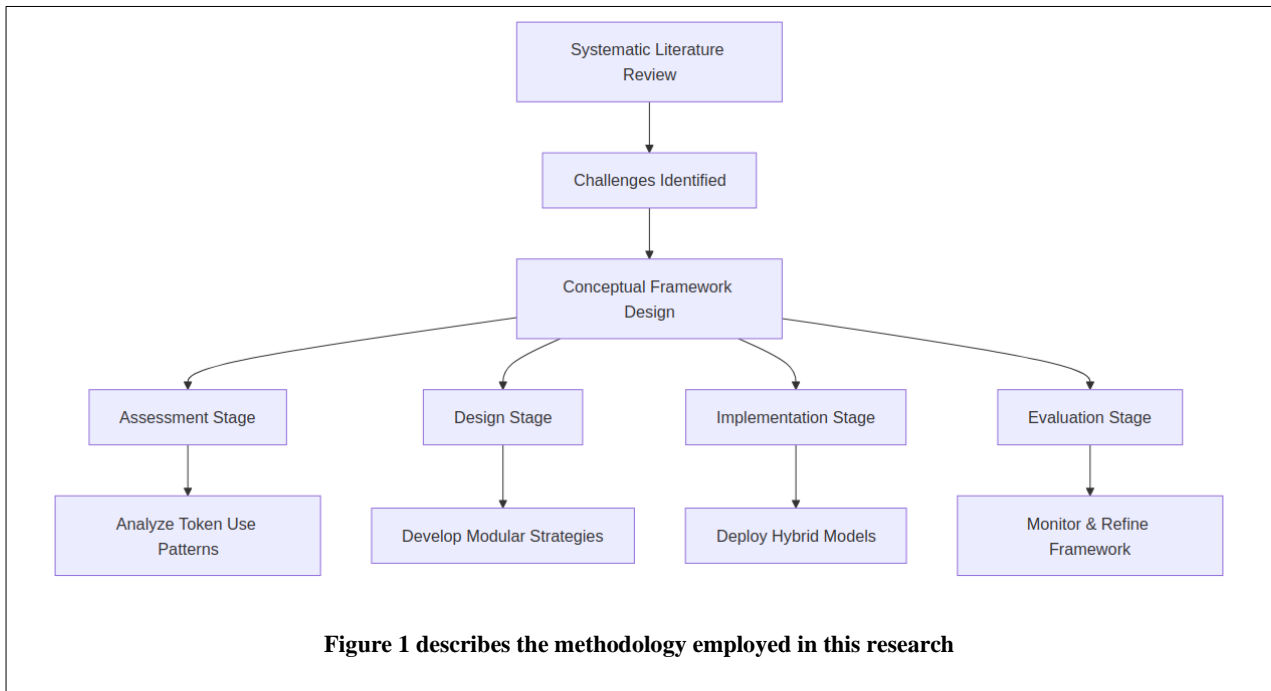 Systematic Literature
Review
Challenges Identified
Conceptual Framework
Design
Assessment Stage
Design Stage
Implementation Stage
Evaluation Stage
Analyze Token Use
Patterns
Develop Modular Strategies
Deploy Hybrid Models
Monitor & Refine
Framework
Figure 1 describes the methodology employed in this research